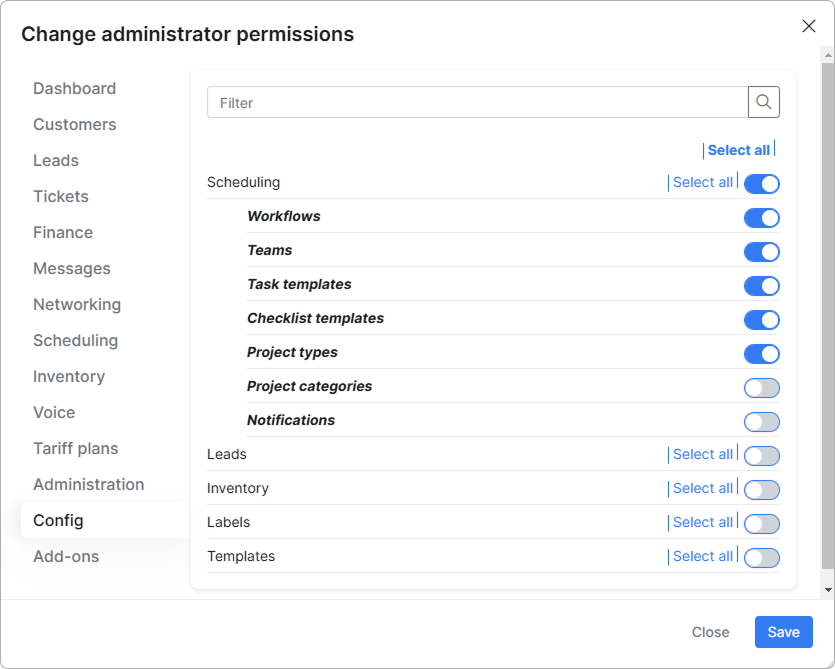 Change administrator permissions
Dashboard
Customers
Leads
Tickets
Finance
Messages
Networking
Scheduling
Inventory
Voice
Tariff plans
Administration
Config
Add-ons
Filter
Select all
Scheduling Select all
Workflows
Teams
Task templates
Checklist templates
Project types
Project categories
Notifications
Leads Select all
Inventory Select all
Labels Select all
Templates Select all
Close Save